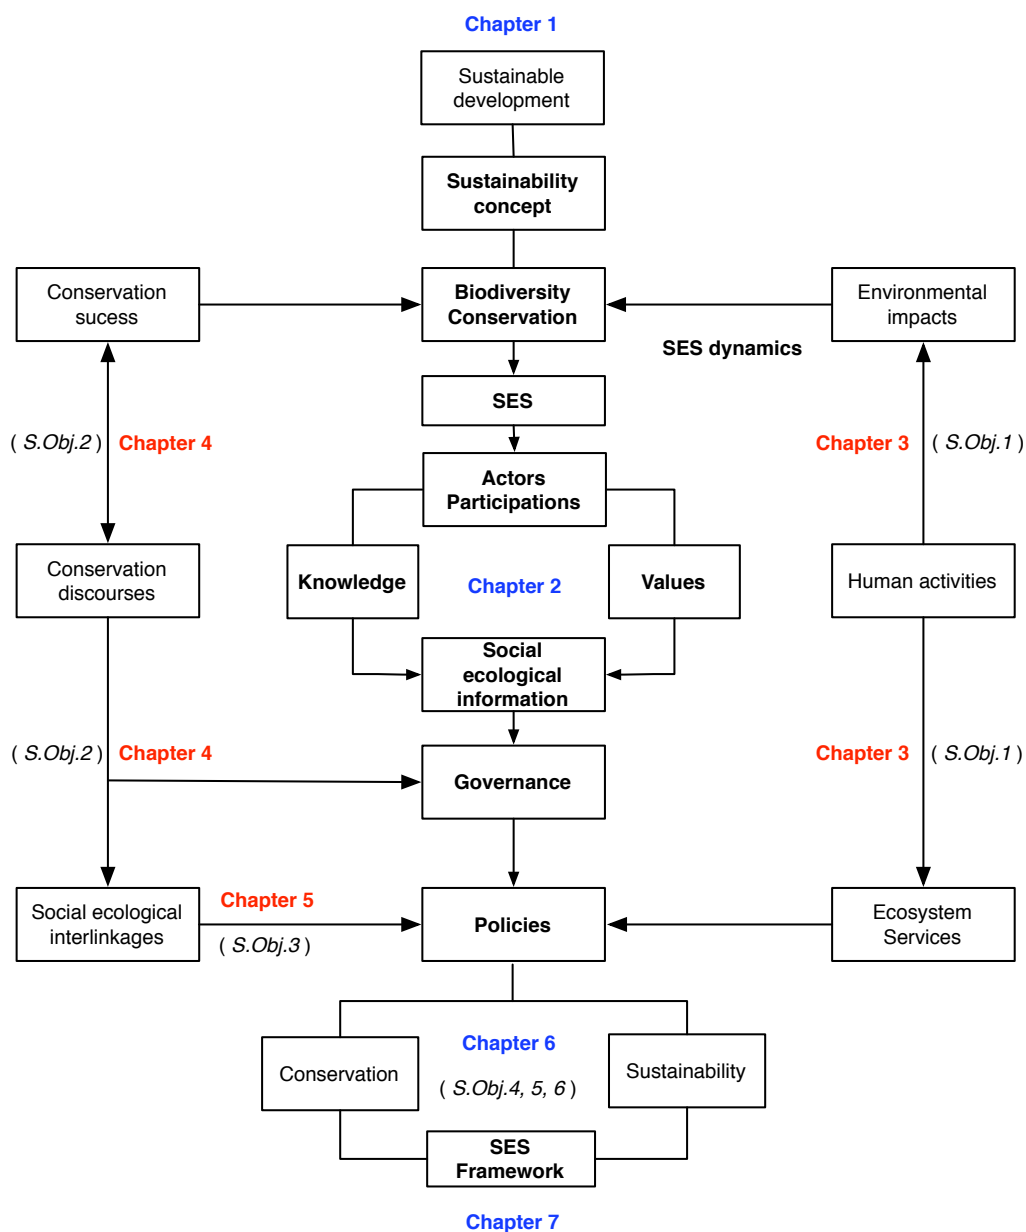 Chapter 1
Sustainable
development
Sustainability
concept
Conservation
sucess
Biodiversity
Conservation
Environmental
impacts
SES dynamics
SES
( S.Obj.2 ) Chapter 4
Chapter 3 ( S.Obj.1 )
Actors
Participations
Conservation
discourses
Knowledge
Chapter 2
Values
Human activities
Social
ecological
information
( S.Obj.2 ) Chapter 4
Chapter 3 ( S.Obj.1 )
Governance
Social ecological
interlinkages
Chapter 5
( S.Obj.3 )
Policies
Ecosystem
Services
Conservation
Chapter 6
( S.Obj.4, 5, 6 )
Sustainability
SES
Framework
Chapter 7